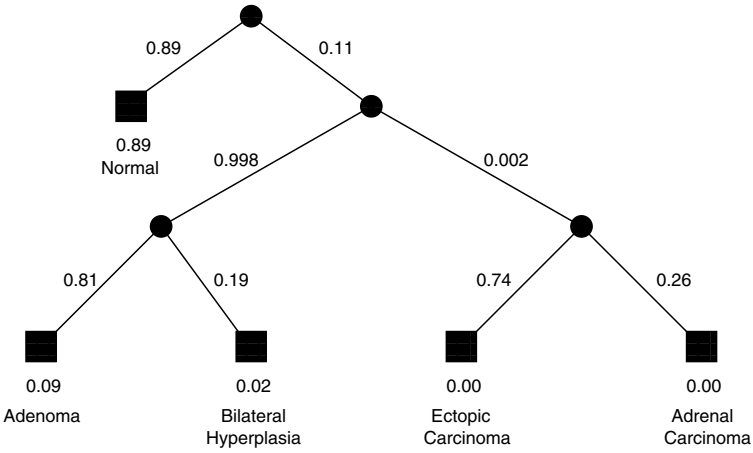 0.89
0.11
0.89
Normal
0.998
0.002
0.81
0.19
0.74
0.26
0.09
0.02
0.00
0.00
Adenoma
Bilateral
Hyperplasia
Ectopic
Carcinoma
Adrenal
Carcinoma